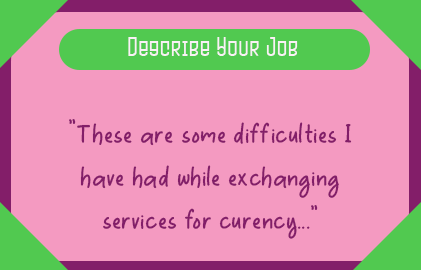 Describe Your Job
"These are some difficulties I
have had while exchanging
services for curency..."